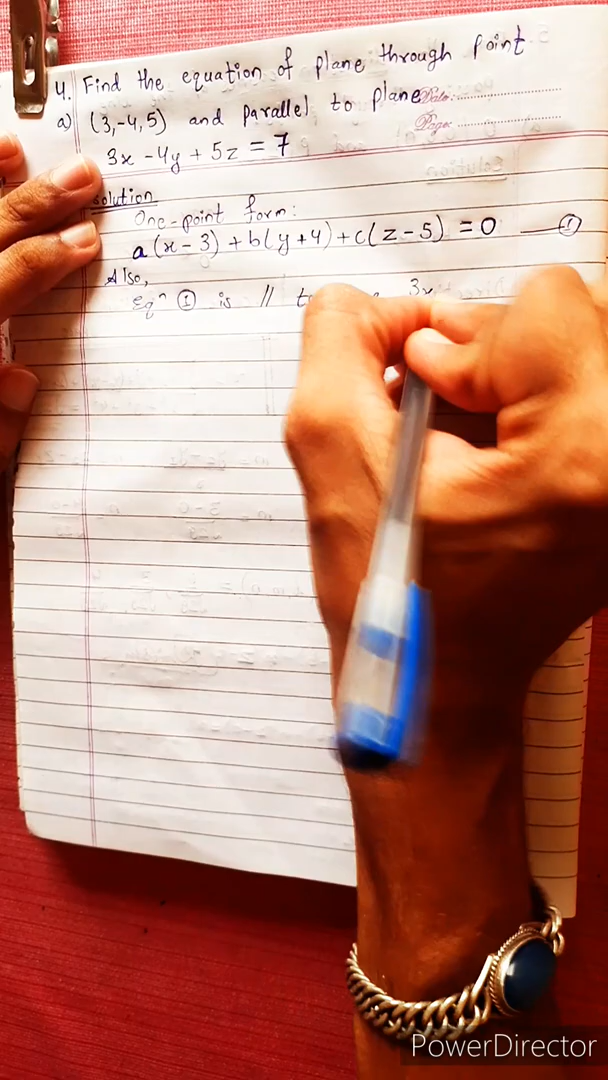 4. Find the equation of plane through point
a) (3,-4,5) and parallel to plane
Date:
Page:
3x - 4y + 5z = 7
Solution
One-point form:
a(x - 3) + b(y + 4) + c(z - 5) = 0 —— ①
Also,
Eqⁿ ① is // 3x
PowerDirector